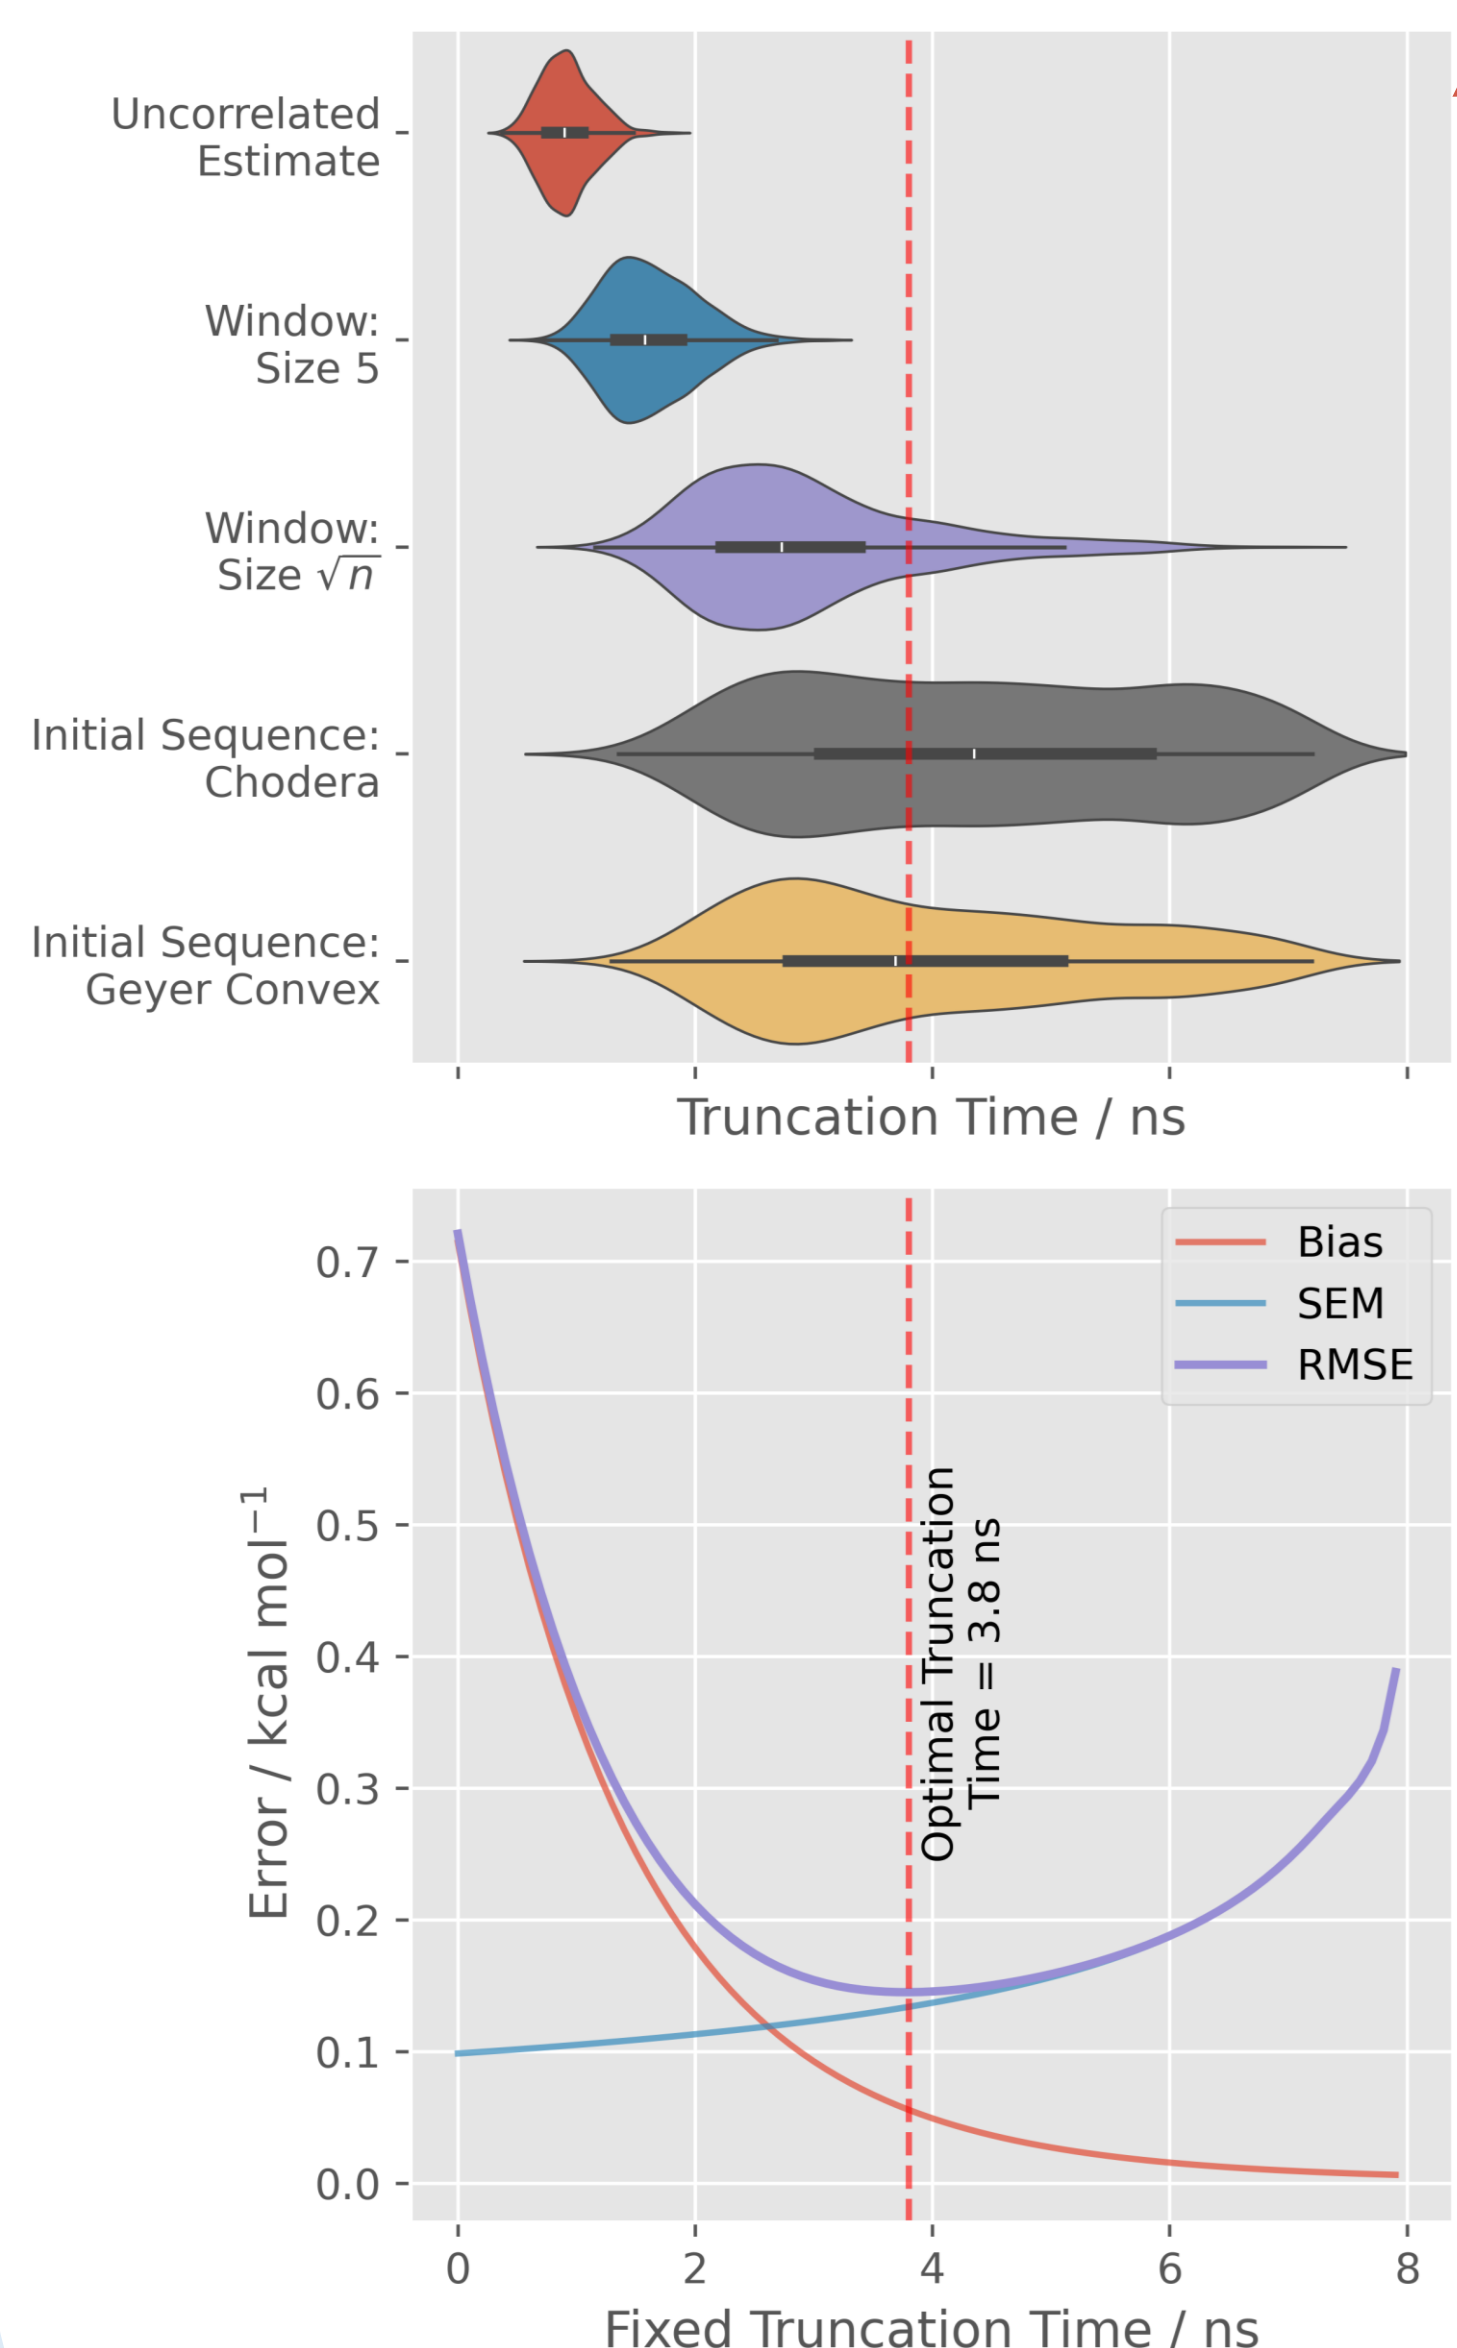 Uncorrelated
Estimate
Window:
Size 5
Window:
Size √n
Initial Sequence:
Chodera
Initial Sequence:
Geyer Convex
Truncation Time / ns
Bias
SEM
RMSE
Optimal Truncation
Time = 3.8 ns
Error / kcal mol⁻¹
0.7
0.6
0.5
0.4
0.3
0.2
0.1
0.0
0 2 4 6 8
Fixed Truncation Time / ns